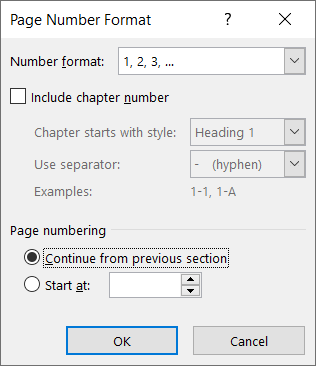 Page Number Format
Number format: 1, 2, 3, ...
Include chapter number
Chapter starts with style: Heading 1
Use separator: - (hyphen)
Examples: 1-1, 1-A
Page numbering
Continue from previous section
Start at:
OK Cancel